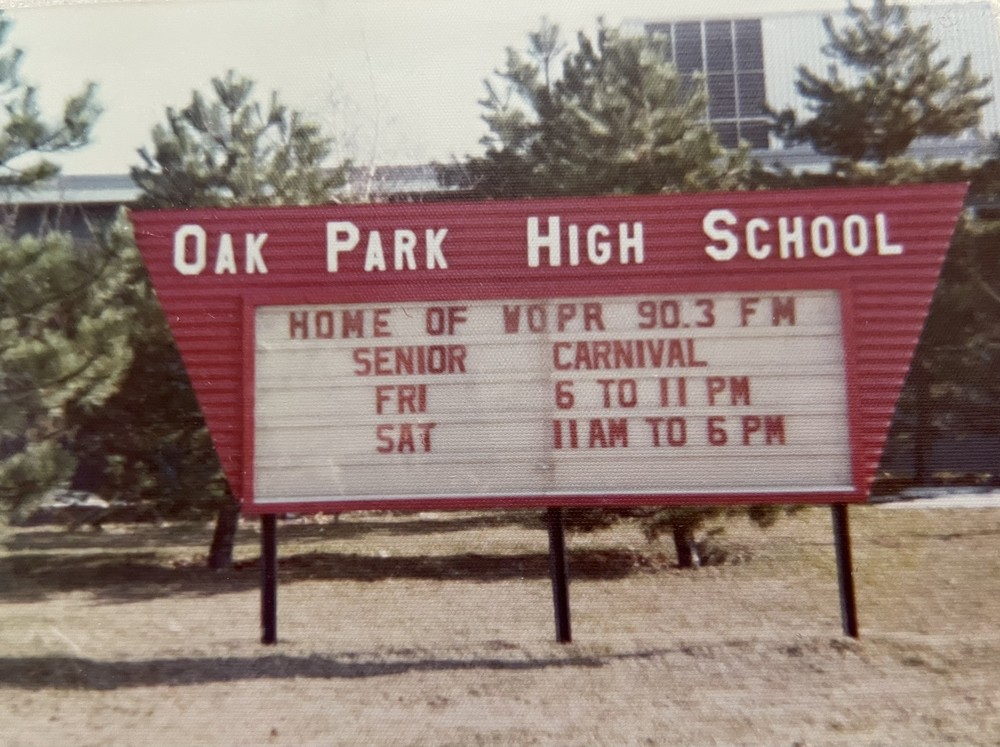 OAK PARK HIGH SCHOOL
HOME OF WOPR 90.3 FM
SENIOR CARNIVAL
FRI 6 TO 11 PM
SAT 11 AM TO 6 PM